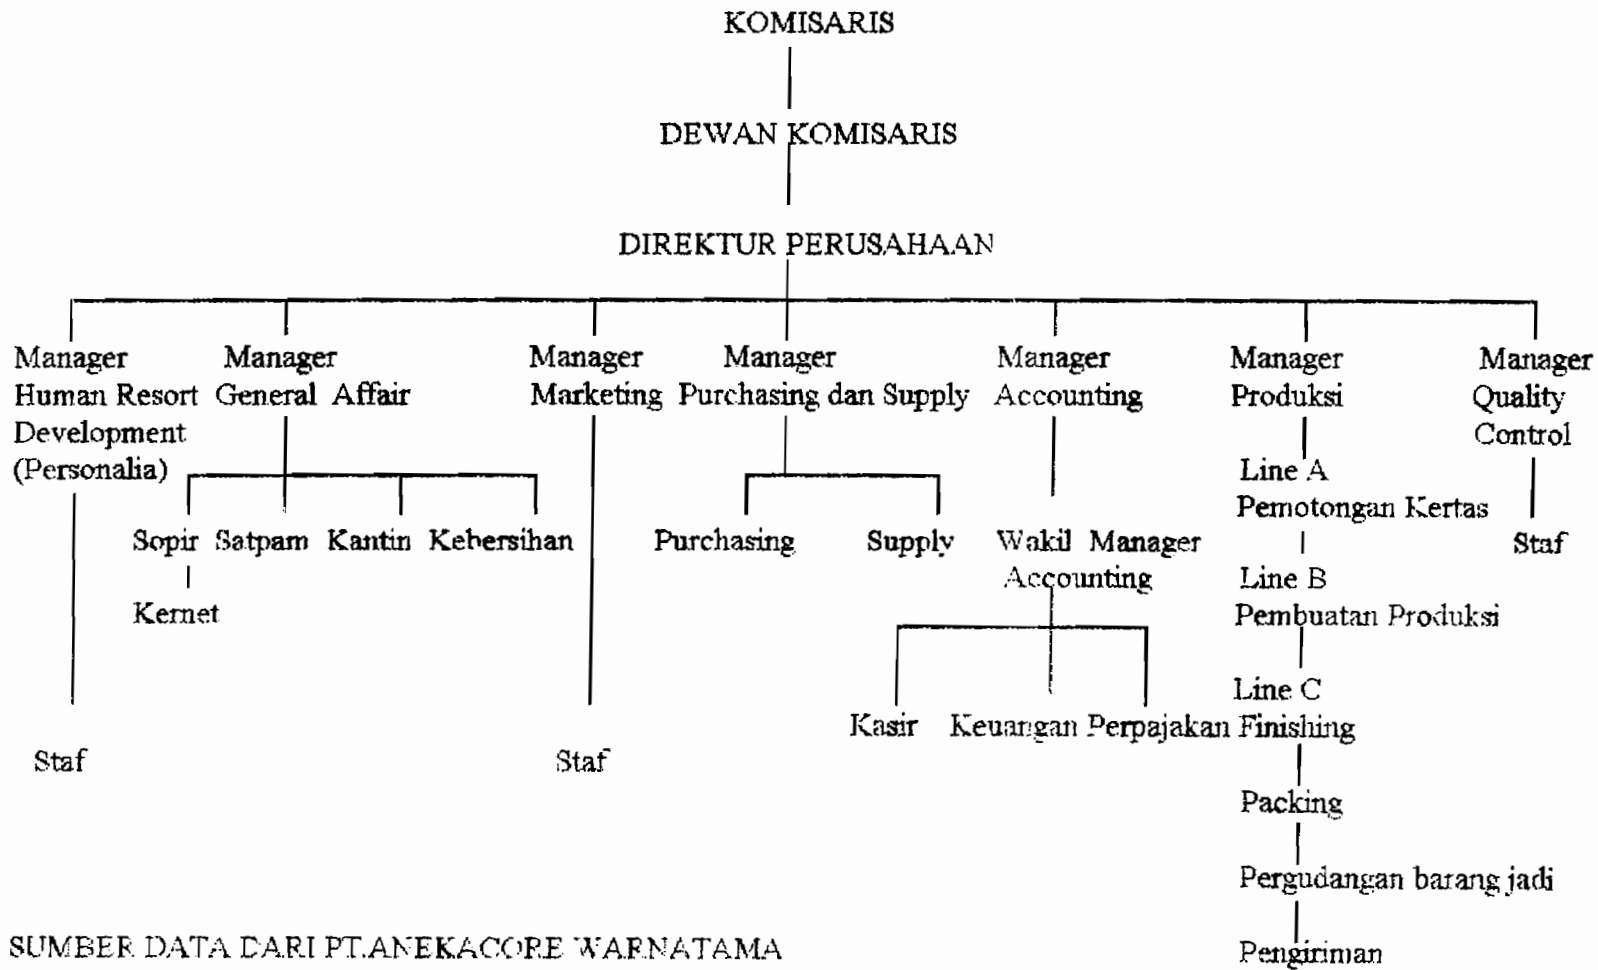 KOMISARIS
DEWAN KOMISARIS
DIREKTUR PERUSAHAAN
Manager
Human Resort
Development
(Personalia)
Manager
General Affair
Manager
Marketing
Manager
Purchasing dan Supply
Manager
Accounting
Manager
Produksi
Manager
Quality
Control
Line A
Pemotongan Kertas
Sopir Satpam Kantin Kebersihan
Purchasing Supply
Wakil Manager
Accounting
Staf
Line B
Pembuatan Produksi
Kernet
Line C
Finishing
Kasir Keuangan Perpajakan
Staf
Staf
Packing
Pergudangan barang jadi
Pengiriman
SUMBER DATA DARI PT.ANEKACORE WARNATAMA